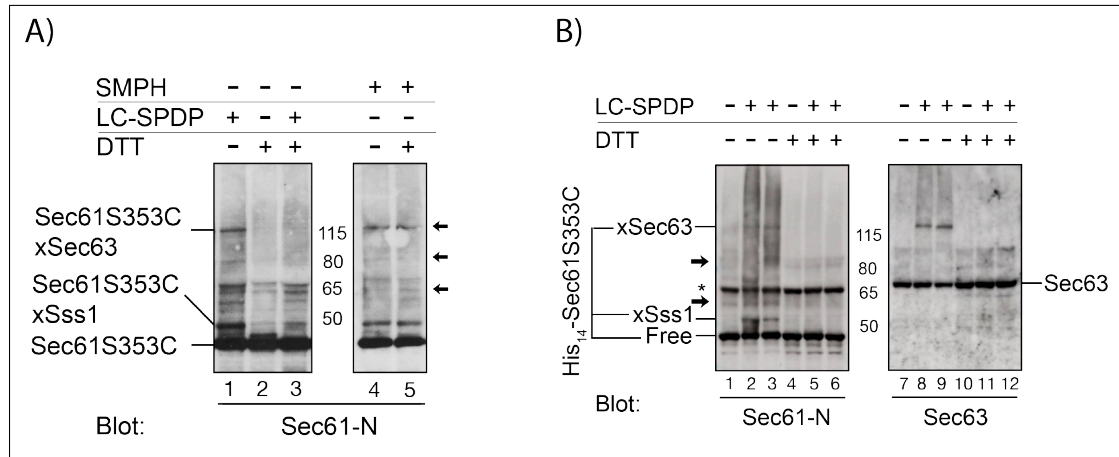 A)
SMPH - - - + +
LC-SPDP + - + - -
DTT - + + - +
Sec61S353C
xSec63
Sec61S353C
xSss1
Sec61S353C
115
80
65
50
1 2 3 4 5
Blot: Sec61-N
B)
LC-SPDP - + + - + + - + + - + +
DTT - - - + + + - - - + + +
His14-Sec61S353C
xSec63
*
xSss1
Free
115
80
65
50
Sec63
1 2 3 4 5 6 7 8 9 10 11 12
Blot: Sec61-N Sec63